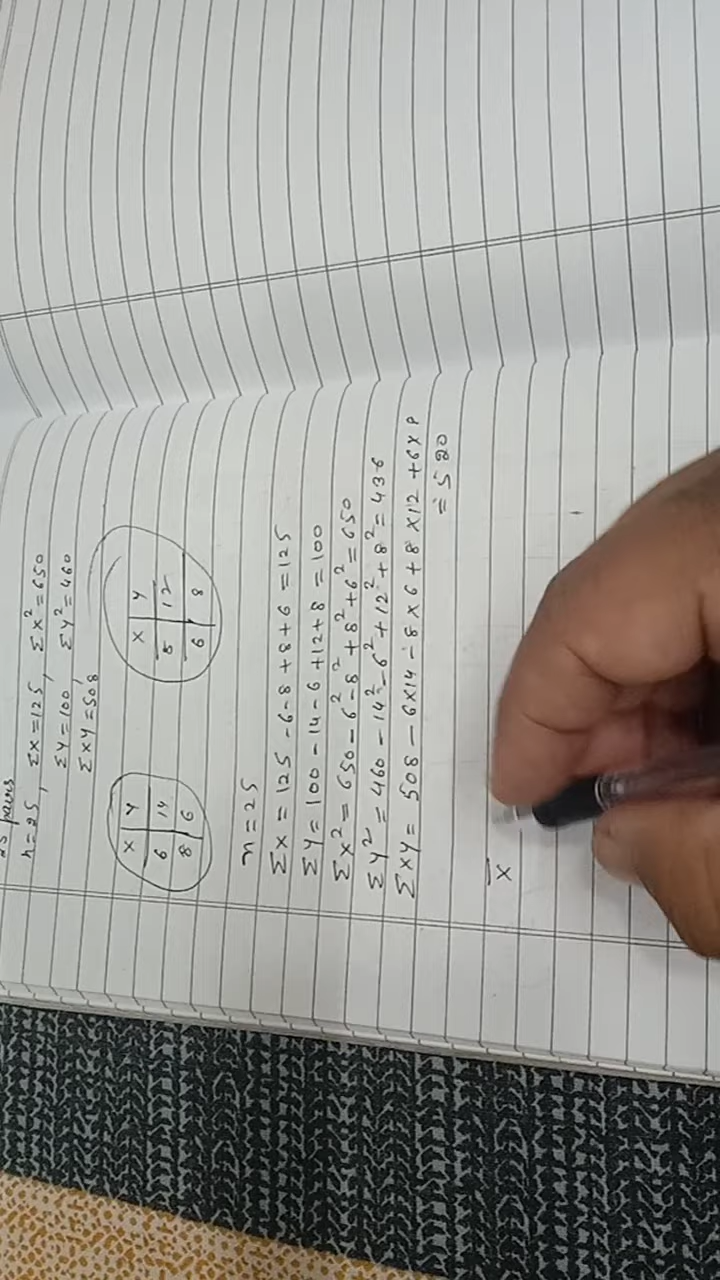 25 pairs
n=25, Σx=125, Σx²=650
Σy=100, Σy²=460
Σxy=508
x y
6 14
8 6
x y
8 12
6 8
n=25
Σx = 125 -6-8+8+6 =125
Σy = 100 -14-6+12+8 =100
Σx² = 650 -6²-8²+8²+6² =650
Σy² = 460 -14²-6²+12²+8² =436
Σxy = 508 -6×14-8×6+8×12+6×8
=520
x̄